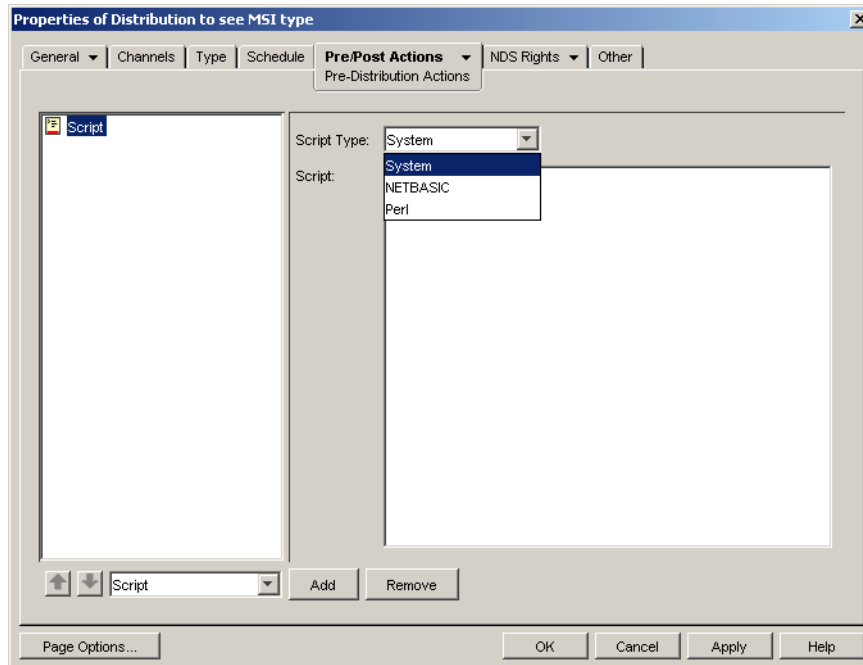 Properties of Distribution to see MSI type
General Channels Type Schedule Pre/Post Actions NDS Rights Other
Pre-Distribution Actions
Script
Script Type: System
System
Script:
NETBASIC
Perl
Script Add Remove
Page Options... OK Cancel Apply Help